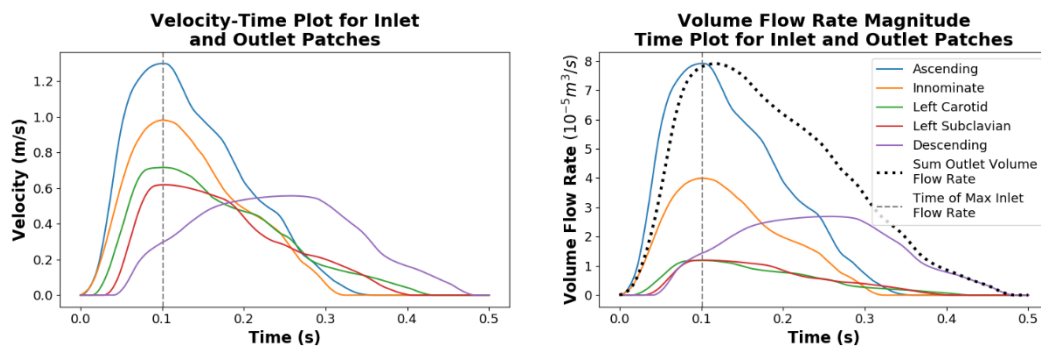 Velocity-Time Plot for Inlet
and Outlet Patches
Velocity (m/s)
1.2
1.0
0.8
0.6
0.4
0.2
0.0
0.0 0.1 0.2 0.3 0.4 0.5
Time (s)
Volume Flow Rate Magnitude
Time Plot for Inlet and Outlet Patches
Volume Flow Rate (10⁻⁵m³/s)
8
7
6
5
4
3
2
1
0
Ascending
Innominate
Left Carotid
Left Subclavian
Descending
Sum Outlet Volume
Flow Rate
Time of Max Inlet
Flow Rate
0.0 0.1 0.2 0.3 0.4 0.5
Time (s)